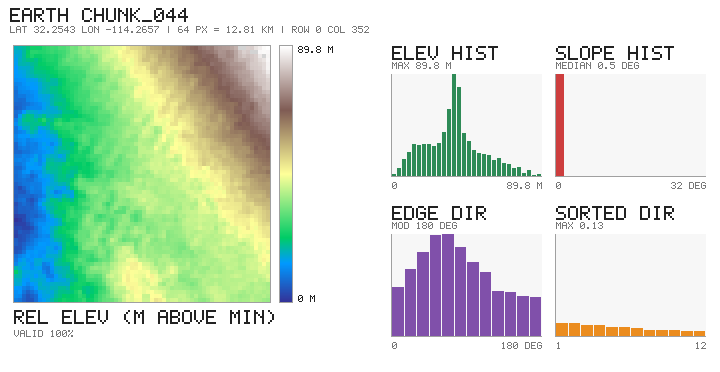 EARTH CHUNK_044
LAT 32.2543 LON -114.2657 | 64 PX = 12.81 KM | ROW 0 COL 352
89.8 M
0 M
REL ELEV (M ABOVE MIN)
VALID 100%
ELEV HIST
MAX 89.8 M
0 89.8 M
SLOPE HIST
MEDIAN 0.5 DEG
0 32 DEG
EDGE DIR
MOD 180 DEG
0 180 DEG
SORTED DIR
MAX 0.13
1 12